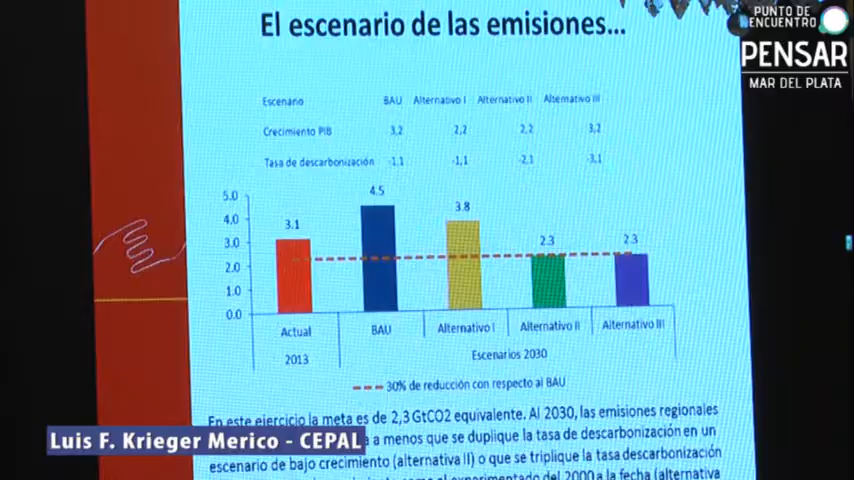 El escenario de las emisiones...
PUNTO DE
ENCUENTRO
PENSAR
MAR DEL PLATA
Escenario BAU Alternativo I Alternativo II Alternativo III
Crecimiento PIB 3,2 2,2 2,2 3,2
Tasa de descarbonización -1,1 -1,1 -2,1 -3,1
5.0
4.0
3.0
2.0
1.0
0.0
3.1 4.5 3.8 2.3 2.3
Actual BAU Alternativo I Alternativo II Alternativo III
2013 Escenarios 2030
30% de reducción con respecto al BAU
En este ejercicio la meta es de 2,3 GtCO2 equivalente. Al 2030, las emisiones regionales
a a menos que se duplique la tasa de descarbonización en un
escenario de bajo crecimiento (alternativa II) o que se triplique la tasa descarbonización
como el experimentado del 2000 a la fecha (alternativa
Luis F. Krieger Merico - CEPAL